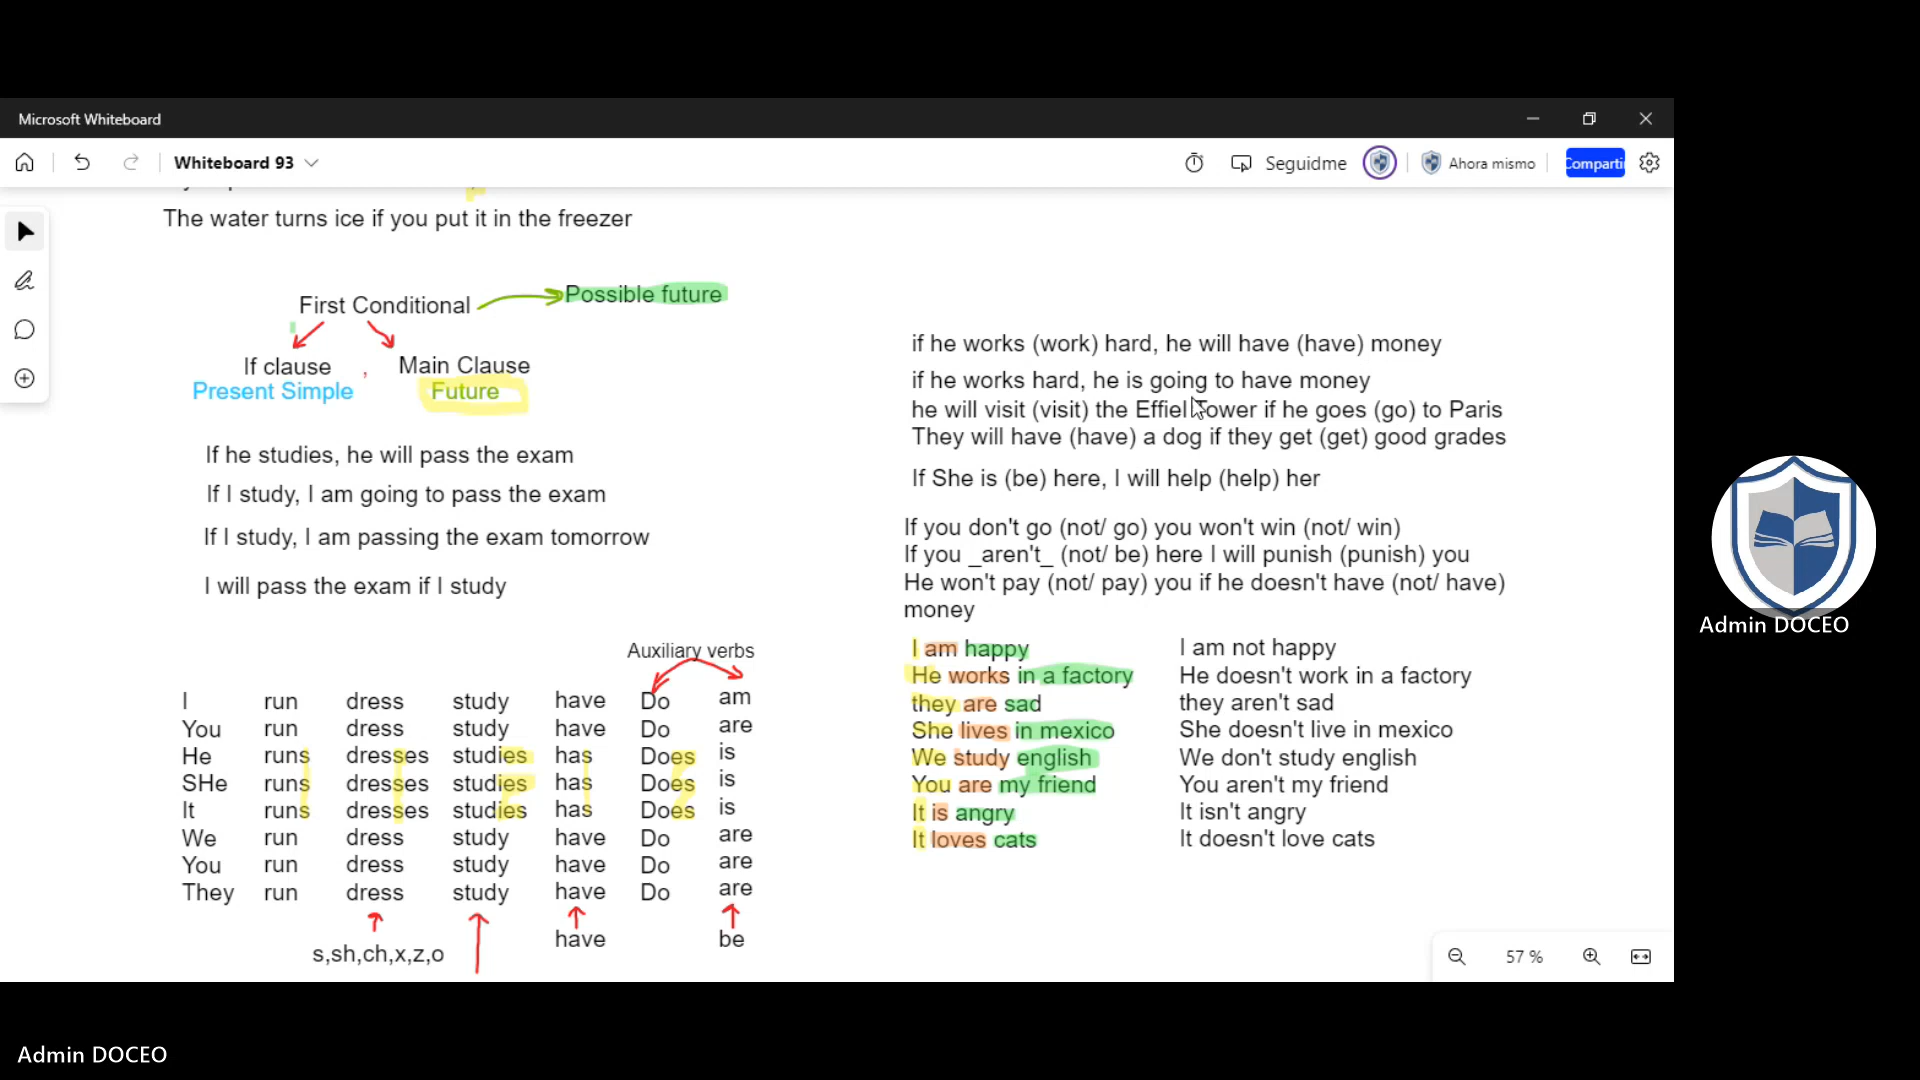 Microsoft Whiteboard
Whiteboard 93
Seguidme
Ahora mismo
Comparti
The water turns ice if you put it in the freezer
First Conditional
Possible future
If clause
,
Main Clause
Present Simple
Future
If he studies, he will pass the exam
If I study, I am going to pass the exam
If I study, I am passing the exam tomorrow
I will pass the exam if I study
Auxiliary verbs
I run dress study have Do am
You run dress study have Do are
He runs dresses studies has Does is
SHe runs dresses studies has Does is
It runs dresses studies has Does is
We run dress study have Do are
You run dress study have Do are
They run dress study have Do are
have
be
s,sh,ch,x,z,o
if he works (work) hard, he will have (have) money
if he works hard, he is going to have money
he will visit (visit) the Effiel Tower if he goes (go) to Paris
They will have (have) a dog if they get (get) good grades
If She is (be) here, I will help (help) her
If you don't go (not/ go) you won't win (not/ win)
If you _aren't_ (not/ be) here I will punish (punish) you
He won't pay (not/ pay) you if he doesn't have (not/ have)
money
I am happy
He works in a factory
they are sad
She lives in mexico
We study english
You are my friend
It is angry
It loves cats
I am not happy
He doesn't work in a factory
they aren't sad
She doesn't live in mexico
We don't study english
You aren't my friend
It isn't angry
It doesn't love cats
57 %
Admin DOCEO
Admin DOCEO